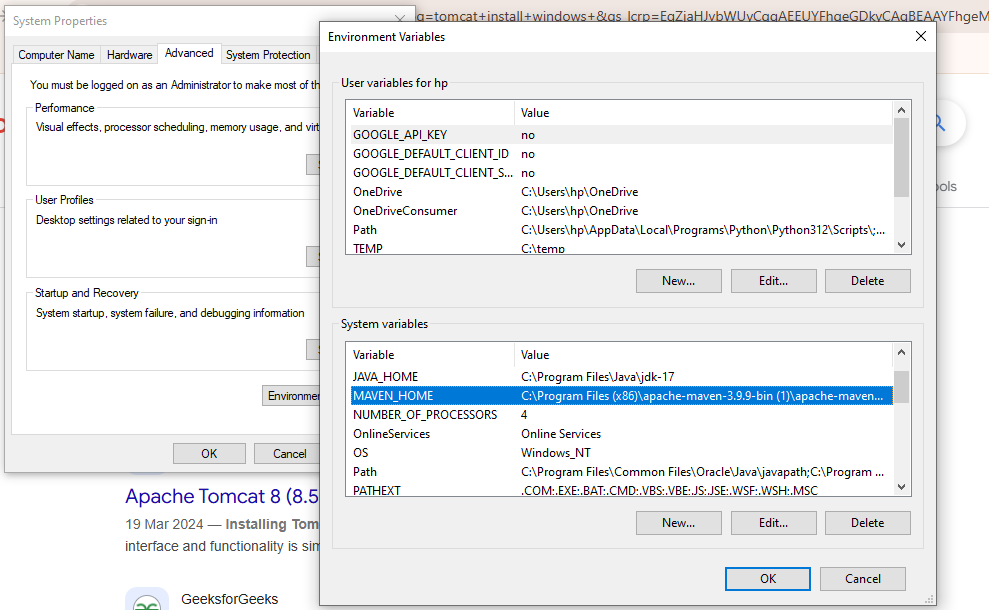 System Properties
Computer Name Hardware Advanced System Protection
You must be logged on as an Administrator to make most of th
Performance
Visual effects, processor scheduling, memory usage, and virt
User Profiles
Desktop settings related to your sign-in
Startup and Recovery
System startup, system failure, and debugging information
Environme
OK Cancel
Environment Variables
User variables for hp
Variable Value
GOOGLE_API_KEY no
GOOGLE_DEFAULT_CLIENT_ID no
GOOGLE_DEFAULT_CLIENT_S... no
OneDrive C:\Users\hp\OneDrive
OneDriveConsumer C:\Users\hp\OneDrive
Path C:\Users\hp\AppData\Local\Programs\Python\Python312\Scripts\;...
TEMP C:\temp
New... Edit... Delete
System variables
Variable Value
JAVA_HOME C:\Program Files\Java\jdk-17
MAVEN_HOME C:\Program Files (x86)\apache-maven-3.9.9-bin (1)\apache-maven...
NUMBER_OF_PROCESSORS 4
OnlineServices Online Services
OS Windows_NT
Path C:\Program Files\Common Files\Oracle\Java\javapath;C:\Program ...
PATHEXT .COM;.EXE;.BAT;.CMD;.VBS;.VBE;.JS;.JSE;.WSF;.WSH;.MSC
New... Edit... Delete
OK Cancel
ools
Apache Tomcat 8 (8.5
19 Mar 2024 — Installing Tom
interface and functionality is sim
GeeksforGeeks